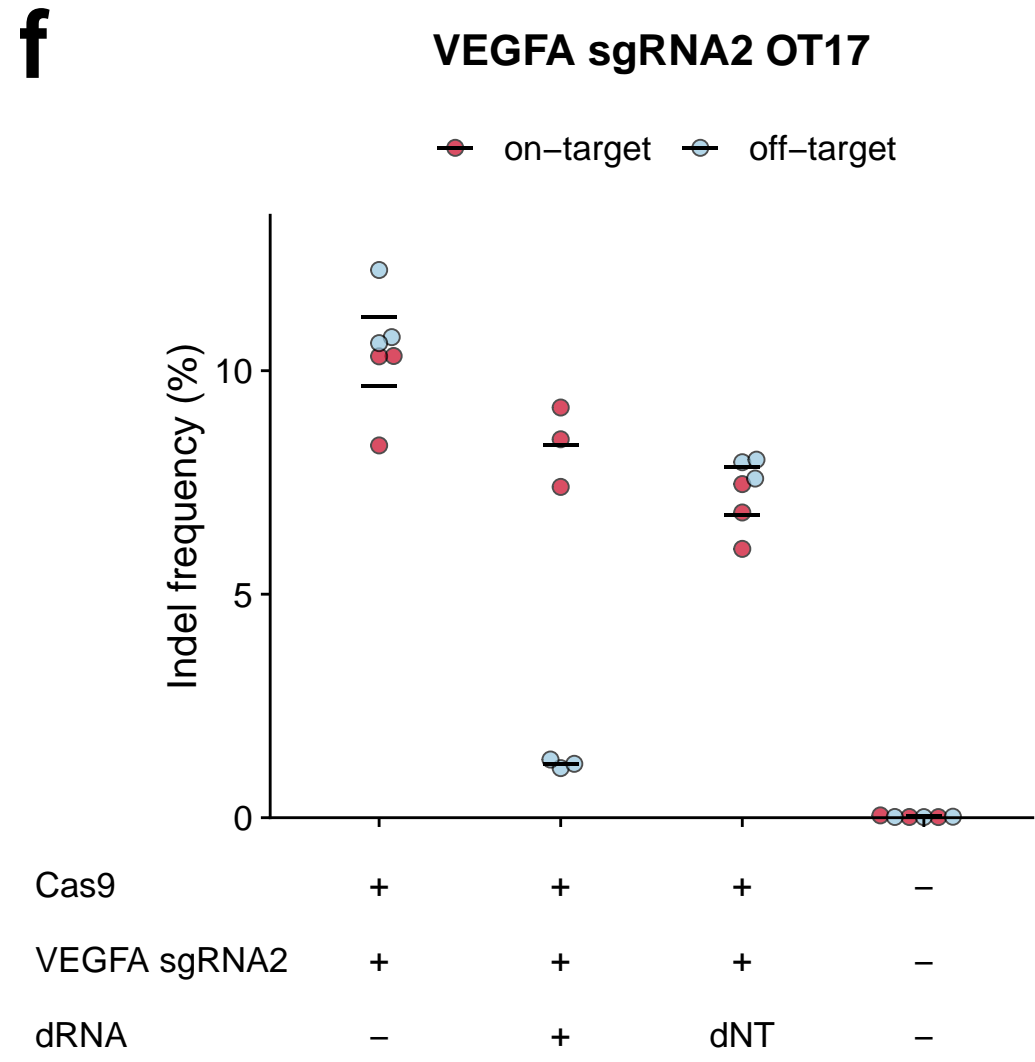 f
VEGFA sgRNA2 OT17
on−target off−target
Indel frequency (%)
10
5
0
Cas9 + + + −
VEGFA sgRNA2 + + + −
dRNA − + dNT −